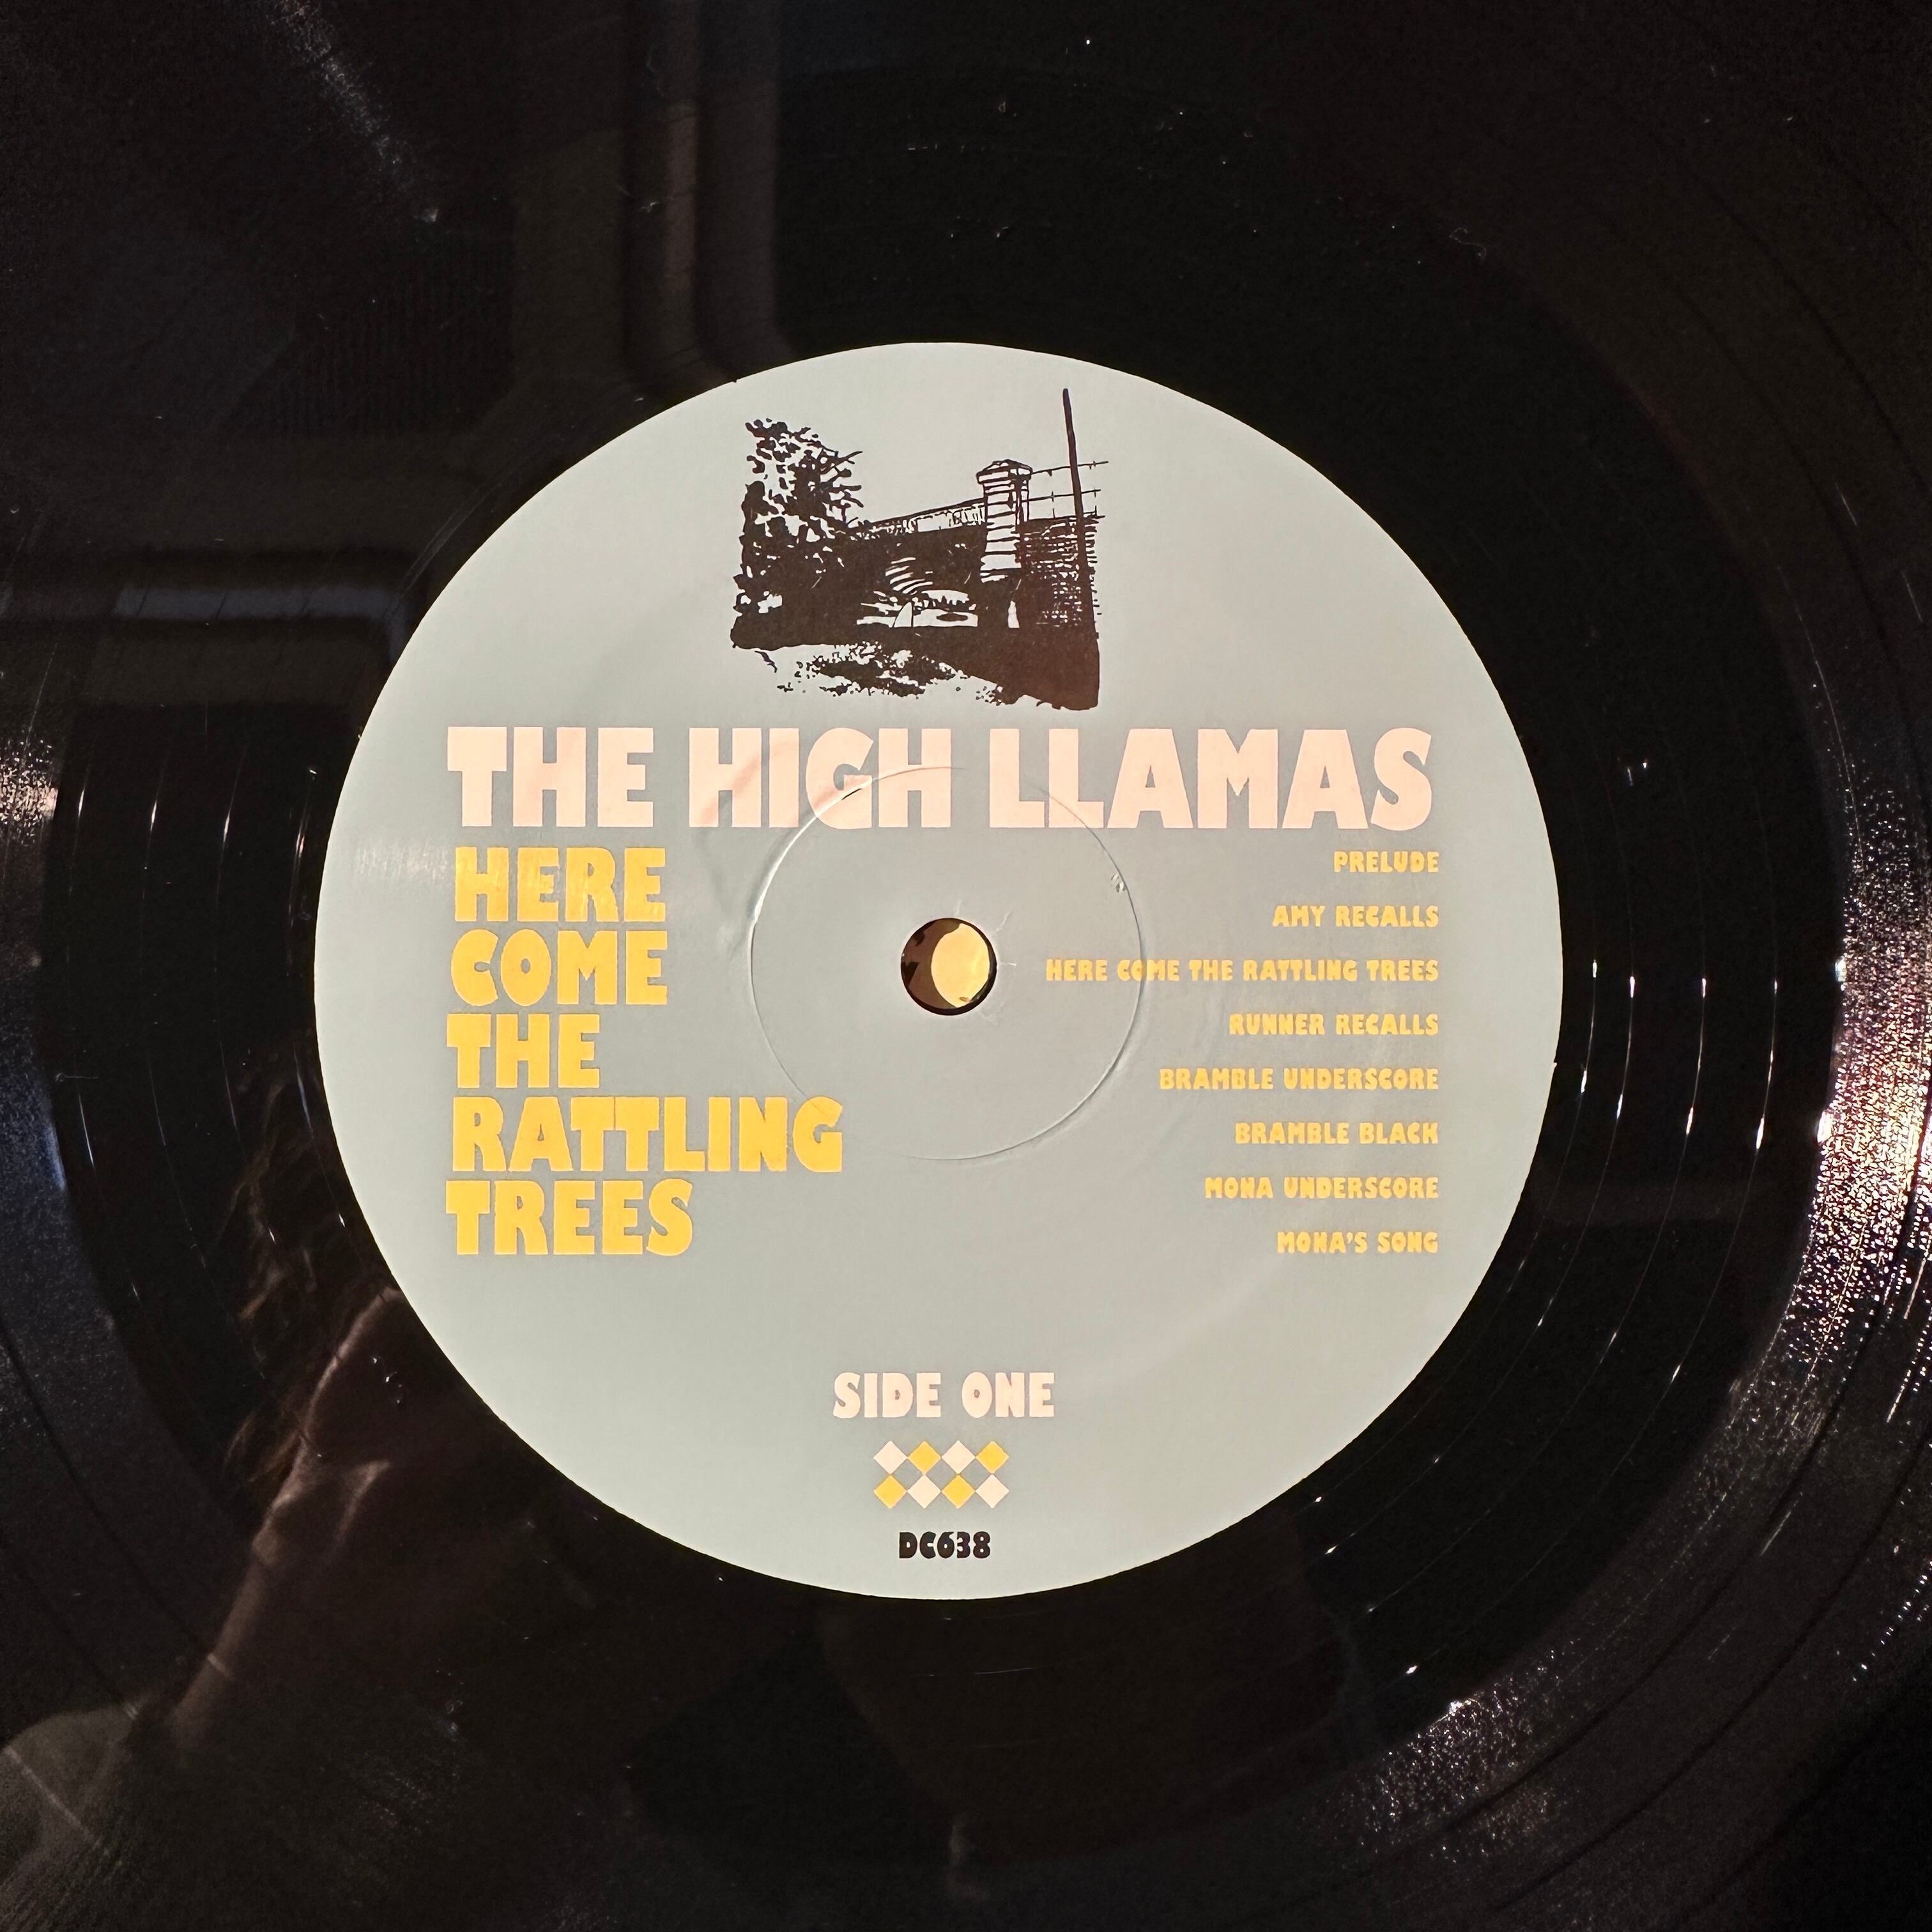 THE HIGH LLAMAS
HERE
COME
THE
RATTLING
TREES
PRELUDE
AMY RECALLS
HERE COME THE RATTLING TREES
RUNNER RECALLS
BRAMBLE UNDERSCORE
BRAMBLE BLACK
MONA UNDERSCORE
MONA'S SONG
SIDE ONE
DC638